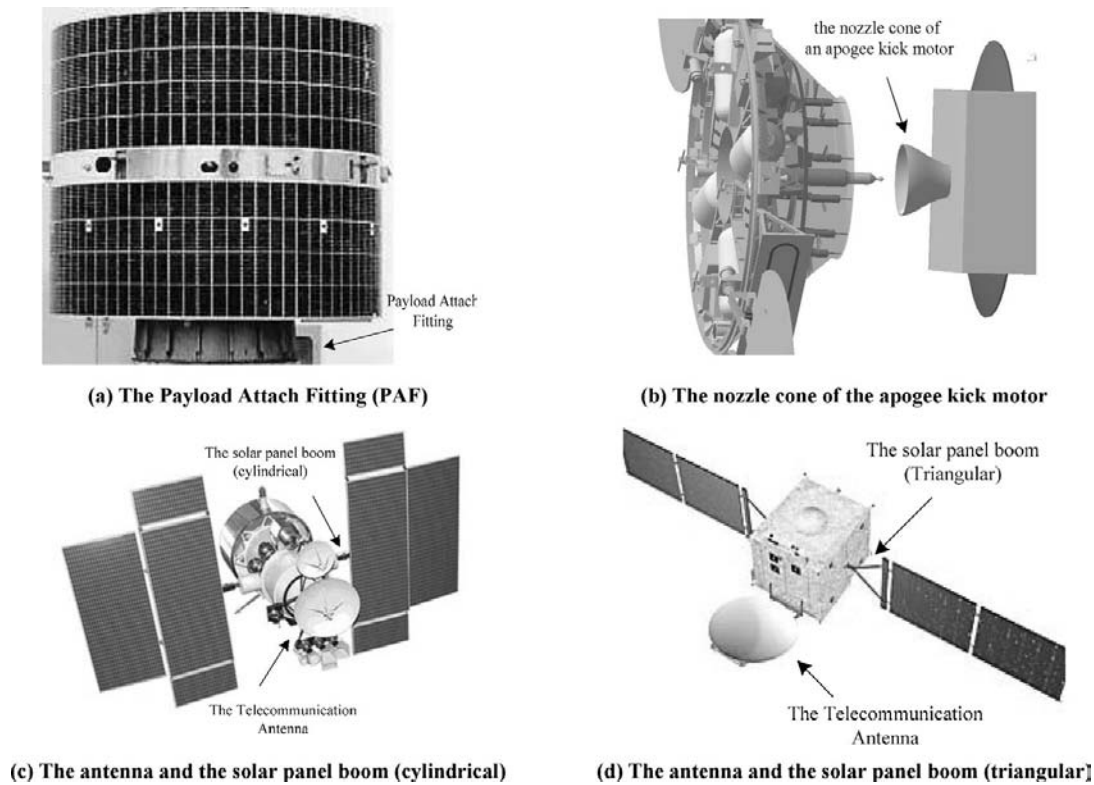 Payload Attach
Fitting
(a) The Payload Attach Fitting (PAF)
the nozzle cone of
an apogee kick motor
(b) The nozzle cone of the apogee kick motor
The solar panel boom
(cylindrical)
The Telecommunication
Antenna
(c) The antenna and the solar panel boom (cylindrical)
The solar panel boom
(Triangular)
The Telecommunication
Antenna
(d) The antenna and the solar panel boom (triangular)